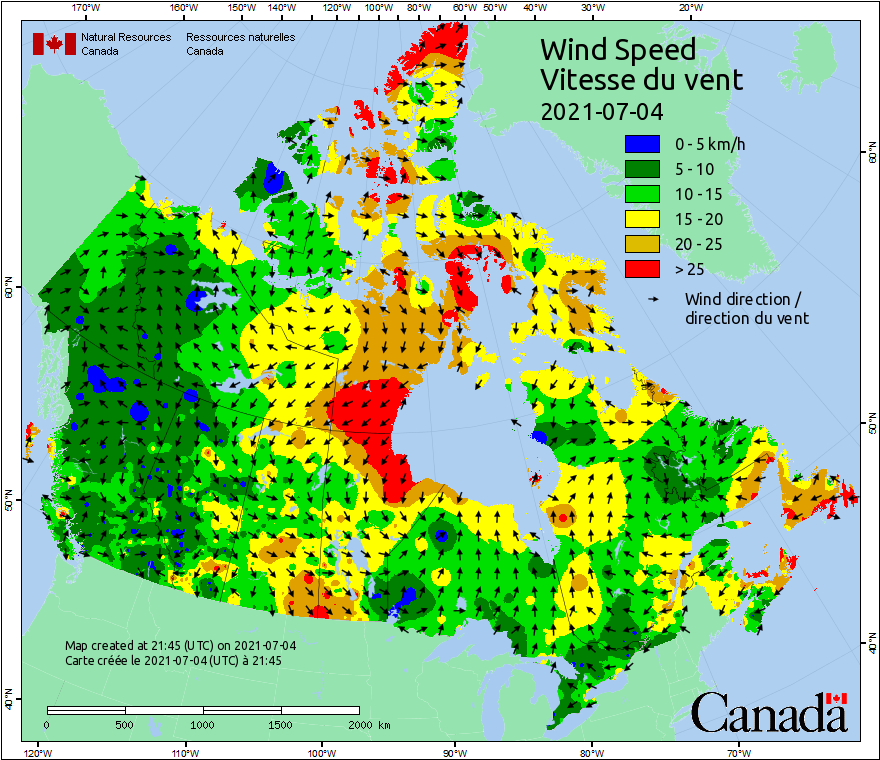 170°W 160°W 150°W 140°W 120°W 100°W 80°W 60°W 50°W 40°W 30°W 20°W
Natural Resources Ressources naturelles
Canada Canada
Wind Speed
Vitesse du vent
2021-07-04
0 - 5 km/h
5 - 10
10 - 15
15 - 20
20 - 25
> 25
Wind direction /
direction du vent
60°N
60°N
50°N
50°N
40°N
40°N
Map created at 21:45 (UTC) on 2021-07-04
Carte créée le 2021-07-04 (UTC) à 21:45
0 500 1000 1500 2000 km
Canada
120°W 110°W 100°W 90°W 80°W 70°W